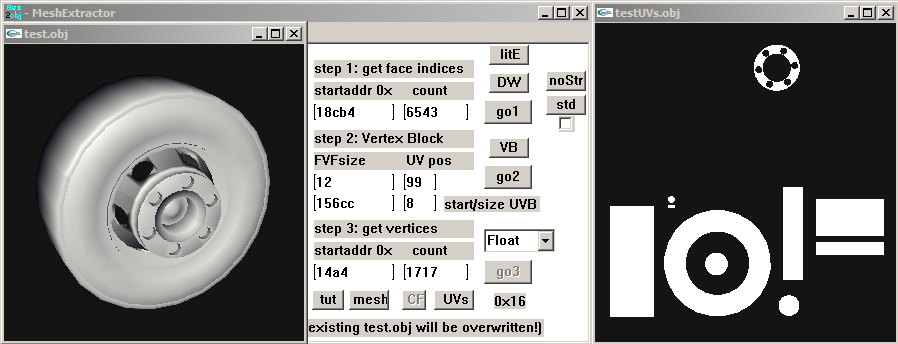 Hex
2obj
- MeshExtractor
test.obj
testUVs.obj
litE
step 1: get face indices
DW
noStr
startaddr 0x count
std
[18cb4 ] [6543 ]
go1
step 2: Vertex Block
VB
FVFsize UV pos
go2
[12 ] [99 ]
[156cc ] [8 ] start/size UVB
step 3: get vertices
Float
startaddr 0x count
[14a4 ] [1717 ]
go3
tut mesh CF UVs 0x16
existing test.obj will be overwritten!)